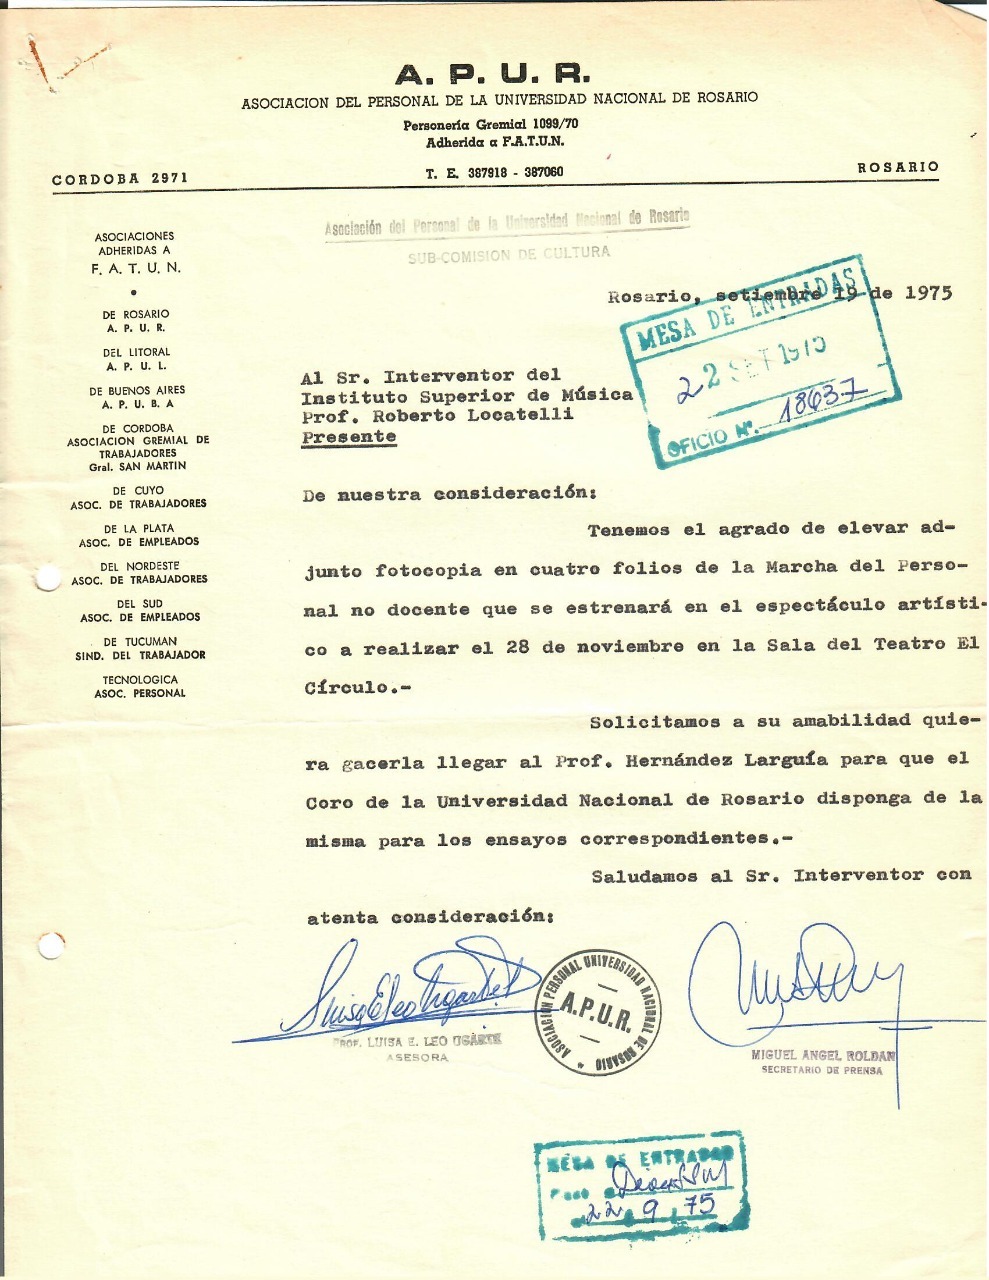 A. P. U. R.
ASOCIACION DEL PERSONAL DE LA UNIVERSIDAD NACIONAL DE ROSARIO
Personería Gremial 1099/70
Adherida a F.A.T.U.N.
CORDOBA 2971
T. E. 387918 - 387060
ROSARIO
ASOCIACIONES
ADHERIDAS A
F. A. T. U. N.
•
DE ROSARIO
A. P. U. R.
DEL LITORAL
A. P. U. L.
DE BUENOS AIRES
A. P. U. B. A
DE CORDOBA
ASOCIACION GREMIAL DE
TRABAJADORES
Gral. SAN MARTIN
DE CUYO
ASOC. DE TRABAJADORES
DE LA PLATA
ASOC. DE EMPLEADOS
DEL NORDESTE
ASOC. DE TRABAJADORES
DEL SUD
ASOC. DE EMPLEADOS
DE TUCUMAN
SIND. DEL TRABAJADOR
TECNOLOGICA
ASOC. PERSONAL
Asociación del Personal de la Universidad Nacional de Rosario
SUB-COMISION DE CULTURA
Rosario, setiembre 19 de 1975
MESA DE ENTRADAS
22 SET 1975
OFICIO Nº. 18637
Al Sr. Interventor del
Instituto Superior de Música
Prof. Roberto Locatelli
Presente
De nuestra consideración:
Tenemos el agrado de elevar ad-
junto fotocopia en cuatro folios de la Marcha del Perso-
nal no docente que se estrenará en el espectáculo artísti-
co a realizar el 28 de noviembre en la Sala del Teatro El
Círculo.-
Solicitamos a su amabilidad quie-
ra gacerla llegar al Prof. Hernández Larguía para que el
Coro de la Universidad Nacional de Rosario disponga de la
misma para los ensayos correspondientes.-
Saludamos al Sr. Interventor con
atenta consideración:
Luisa E Leo Ugarte
PROF. LUISA E. LEO UGARTE
ASESORA
ASOCIACION PERSONAL UNIVERSIDAD NACIONAL DE ROSARIO
A.P.U.R.
MIGUEL ANGEL ROLDAN
SECRETARIO DE PRENSA
MESA DE ENTRADAS
22 9 75